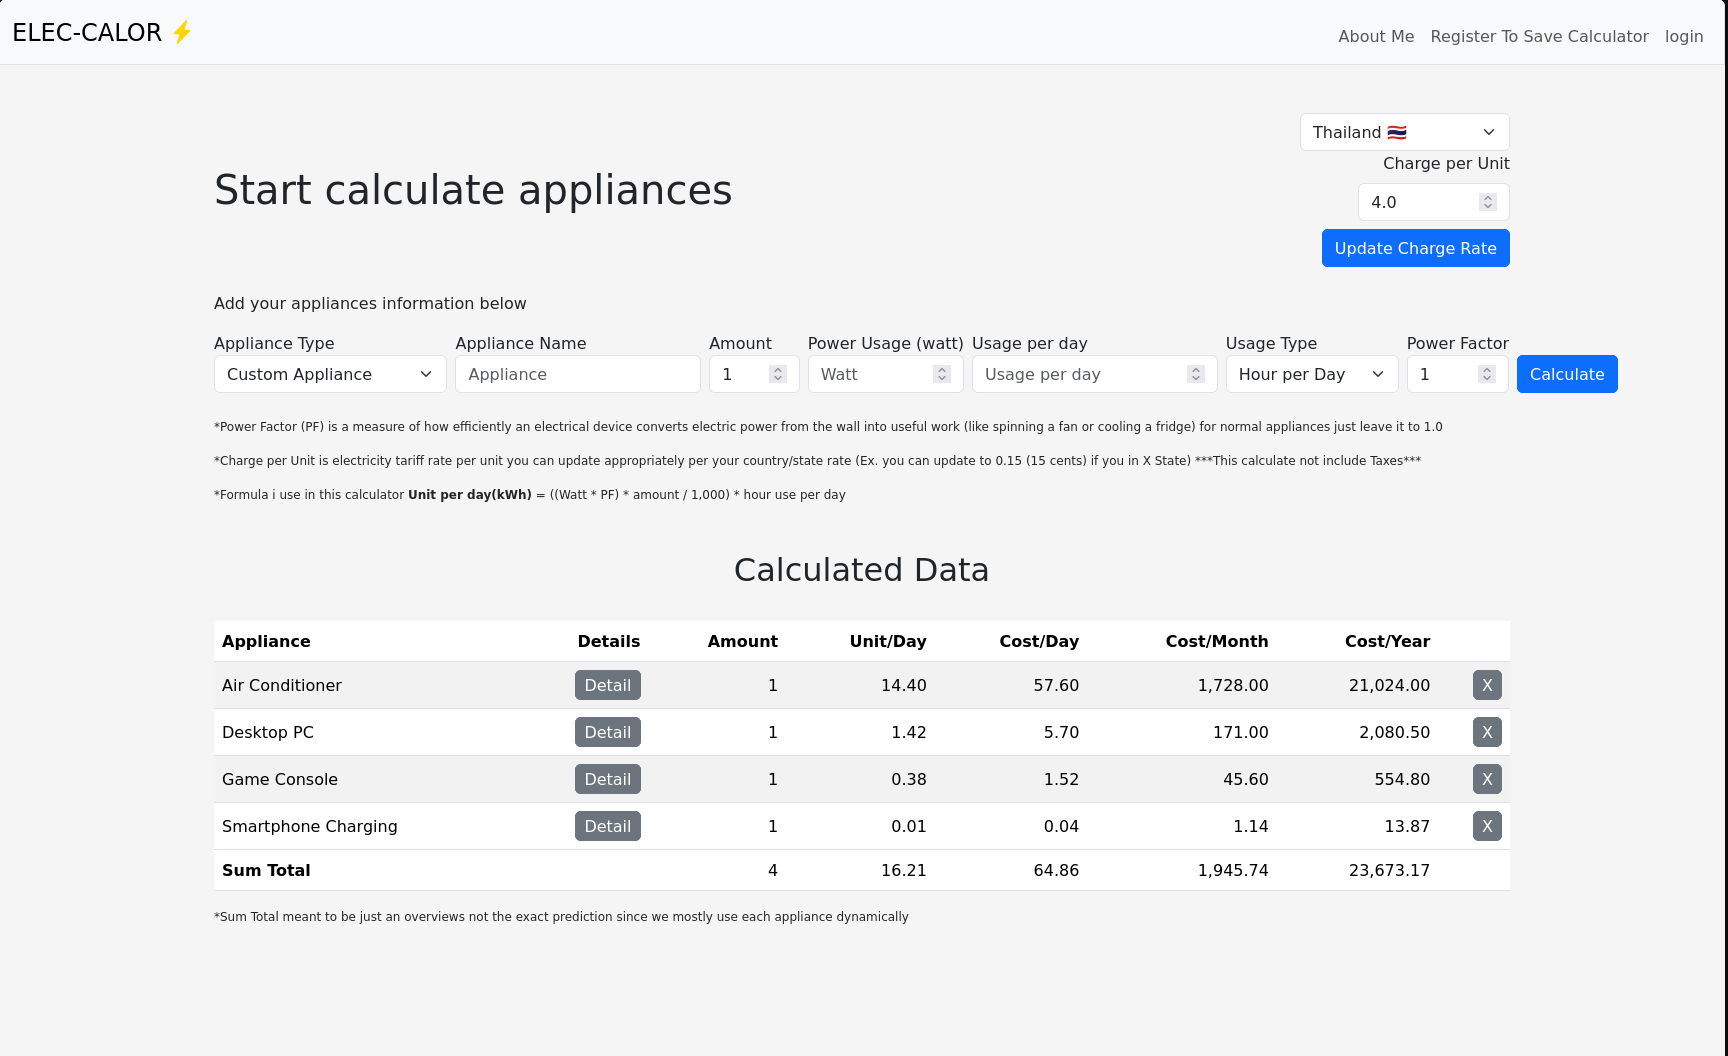 ELEC-CALOR ⚡
About Me Register To Save Calculator login
Thailand 🇹🇭
Charge per Unit
Start calculate appliances
4.0
Update Charge Rate
Add your appliances information below
Appliance Type Appliance Name Amount Power Usage (watt) Usage per day Usage Type Power Factor
Custom Appliance Appliance 1 Watt Usage per day Hour per Day 1 Calculate
*Power Factor (PF) is a measure of how efficiently an electrical device converts electric power from the wall into useful work (like spinning a fan or cooling a fridge) for normal appliances just leave it to 1.0
*Charge per Unit is electricity tariff rate per unit you can update appropriately per your country/state rate (Ex. you can update to 0.15 (15 cents) if you in X State) ***This calculate not include Taxes***
*Formula i use in this calculator Unit per day(kWh) = ((Watt * PF) * amount / 1,000) * hour use per day
Calculated Data
Appliance Details Amount Unit/Day Cost/Day Cost/Month Cost/Year
Air Conditioner Detail 1 14.40 57.60 1,728.00 21,024.00 X
Desktop PC Detail 1 1.42 5.70 171.00 2,080.50 X
Game Console Detail 1 0.38 1.52 45.60 554.80 X
Smartphone Charging Detail 1 0.01 0.04 1.14 13.87 X
Sum Total 4 16.21 64.86 1,945.74 23,673.17
*Sum Total meant to be just an overviews not the exact prediction since we mostly use each appliance dynamically